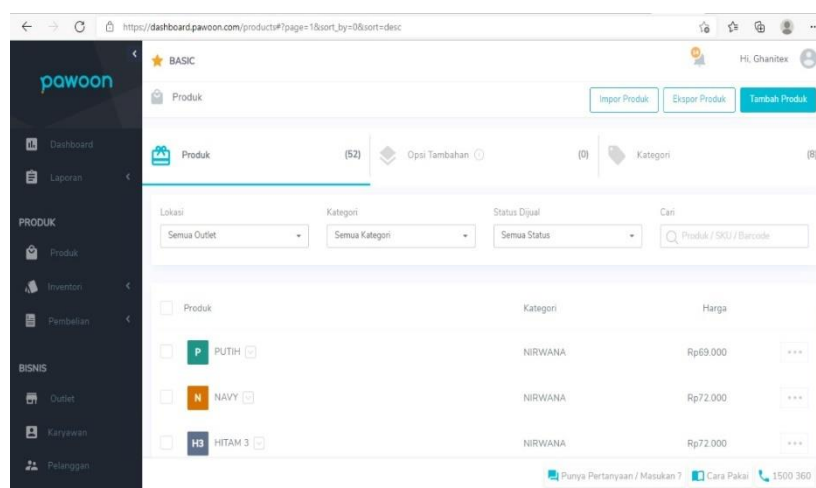 https://dashboard.pawoon.com/products#?page=1&sort_by=0&sort=desc
pawoon
BASIC
Hi, Ghanitex
Produk
Impor Produk
Ekspor Produk
Tambah Produk
Dashboard
Laporan
PRODUK
Produk
Inventori
Pembelian
BISNIS
Outlet
Karyawan
Pelanggan
Produk (52)
Opsi Tambahan (0)
Kategori (8)
Lokasi Kategori Status Dijual Cari
Semua Outlet Semua Kategori Semua Status Produk / SKU / Barcode
Produk Kategori Harga
P PUTIH NIRWANA Rp69.000
N NAVY NIRWANA Rp72.000
H3 HITAM 3 NIRWANA Rp72.000
Punya Pertanyaan / Masukan ? Cara Pakai 1500 360